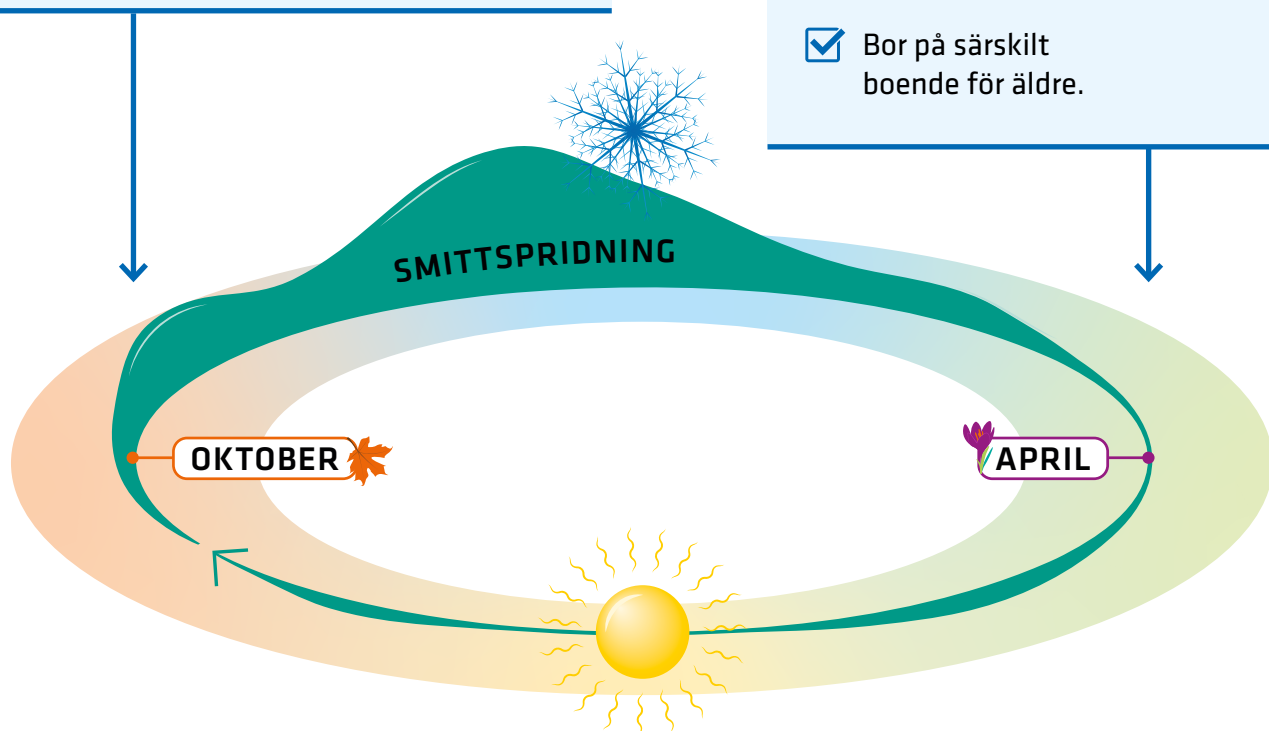 Bor på särskilt
boende för äldre.
SMITTSPRIDNING
OKTOBER
APRIL